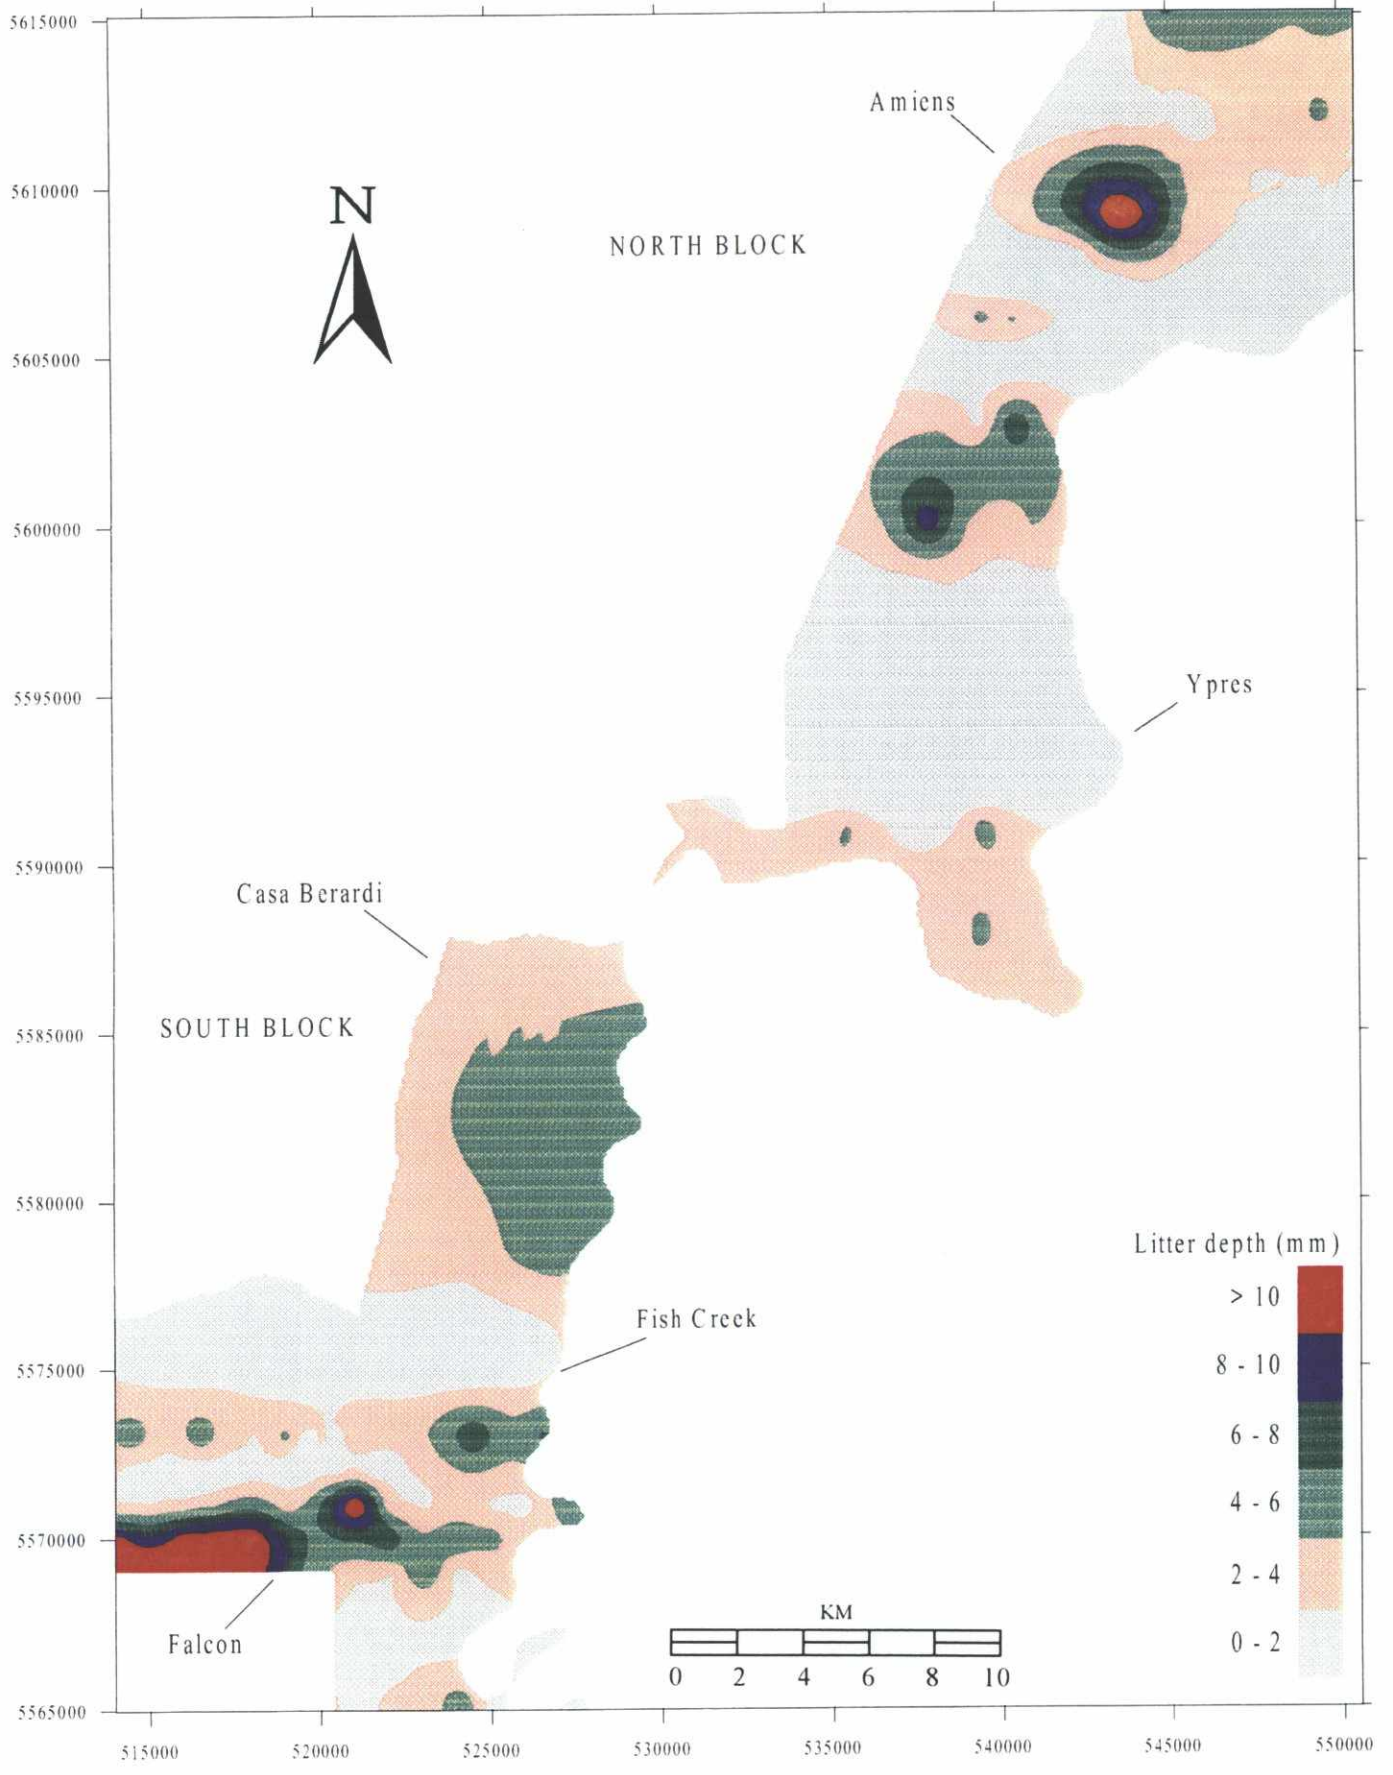 5615000
Amiens
5610000
N
NORTH BLOCK
5605000
5600000
5595000
Ypres
5590000
Casa Berardi
SOUTH BLOCK
5585000
5580000
Litter depth (mm)
> 10
Fish Creek
5575000
8 - 10
6 - 8
4 - 6
5570000
2 - 4
KM
Falcon
0 - 2
0 2 4 6 8 10
5565000
515000 520000 525000 530000 535000 540000 545000 550000